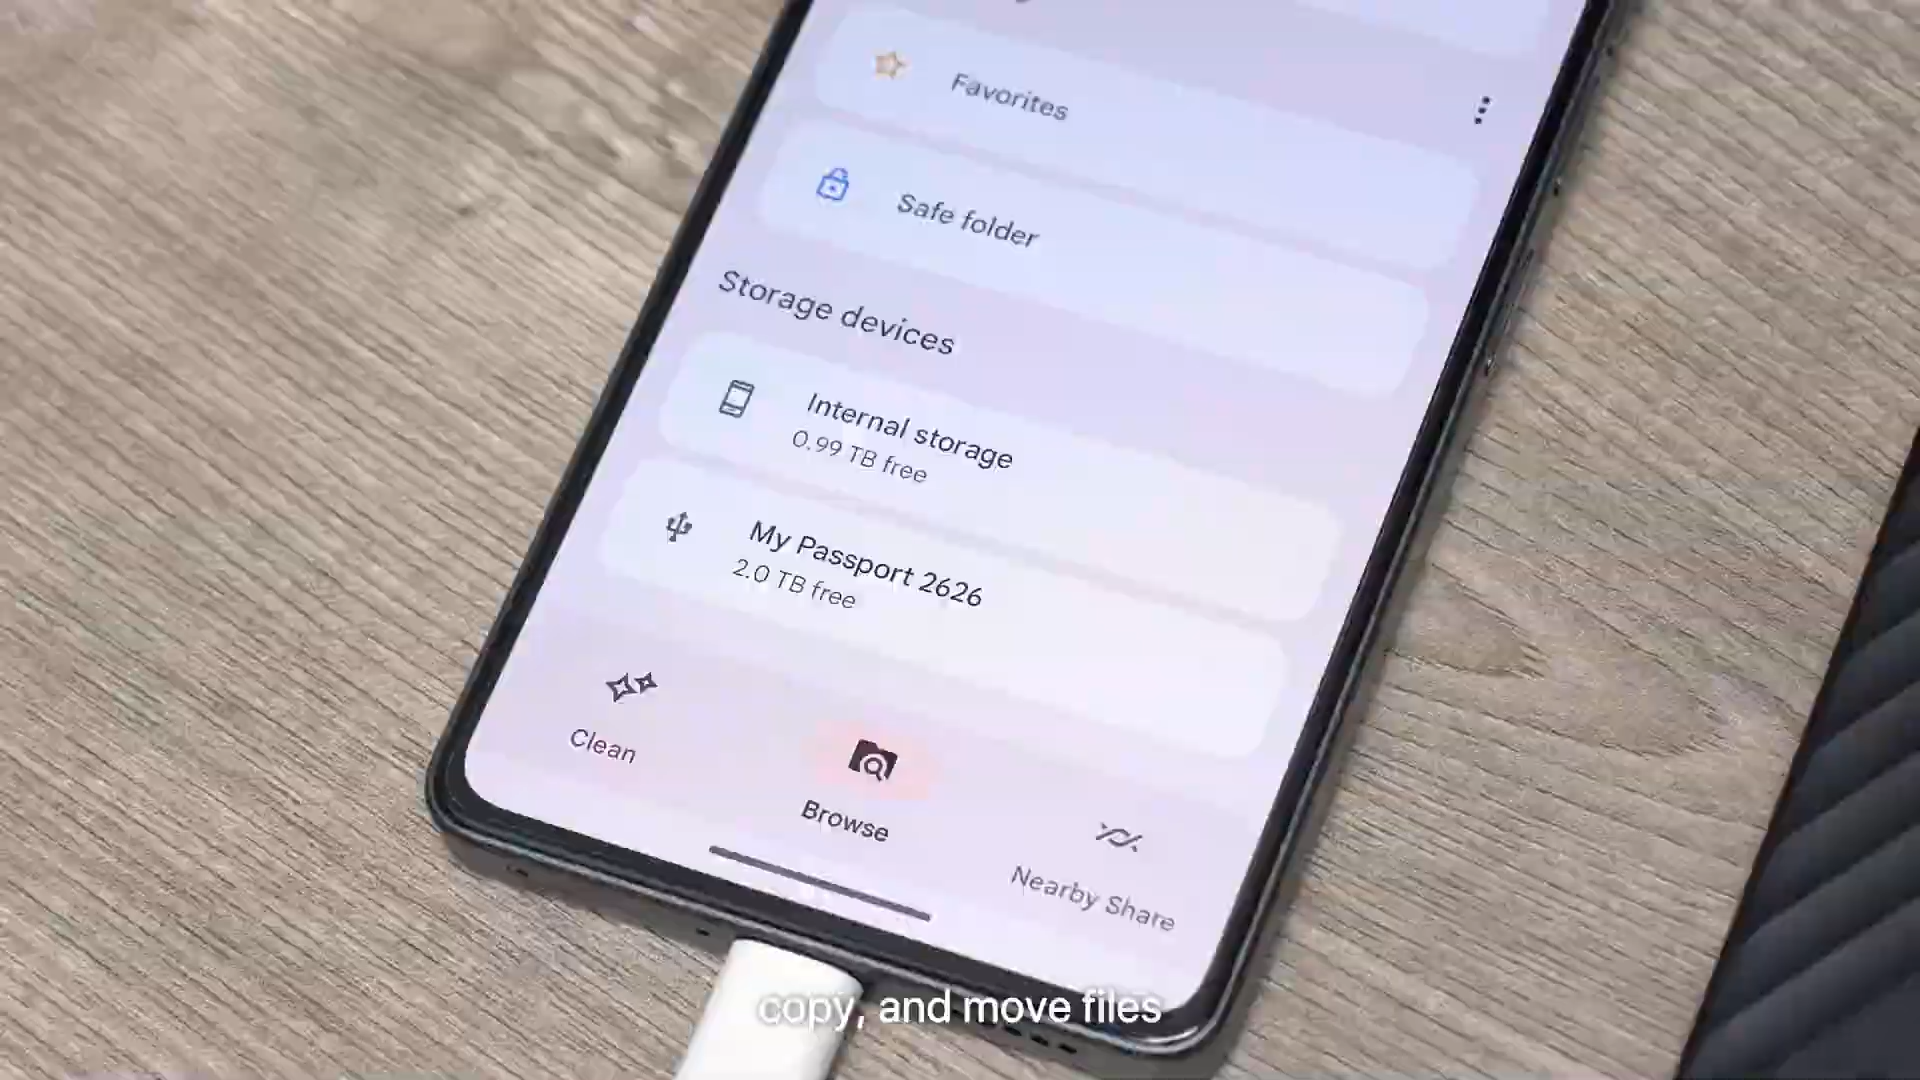 Favorites
Safe folder
Storage devices
Internal storage
0.99 TB free
My Passport 2626
2.0 TB free
Clean
Browse
Nearby Share
copy, and move files